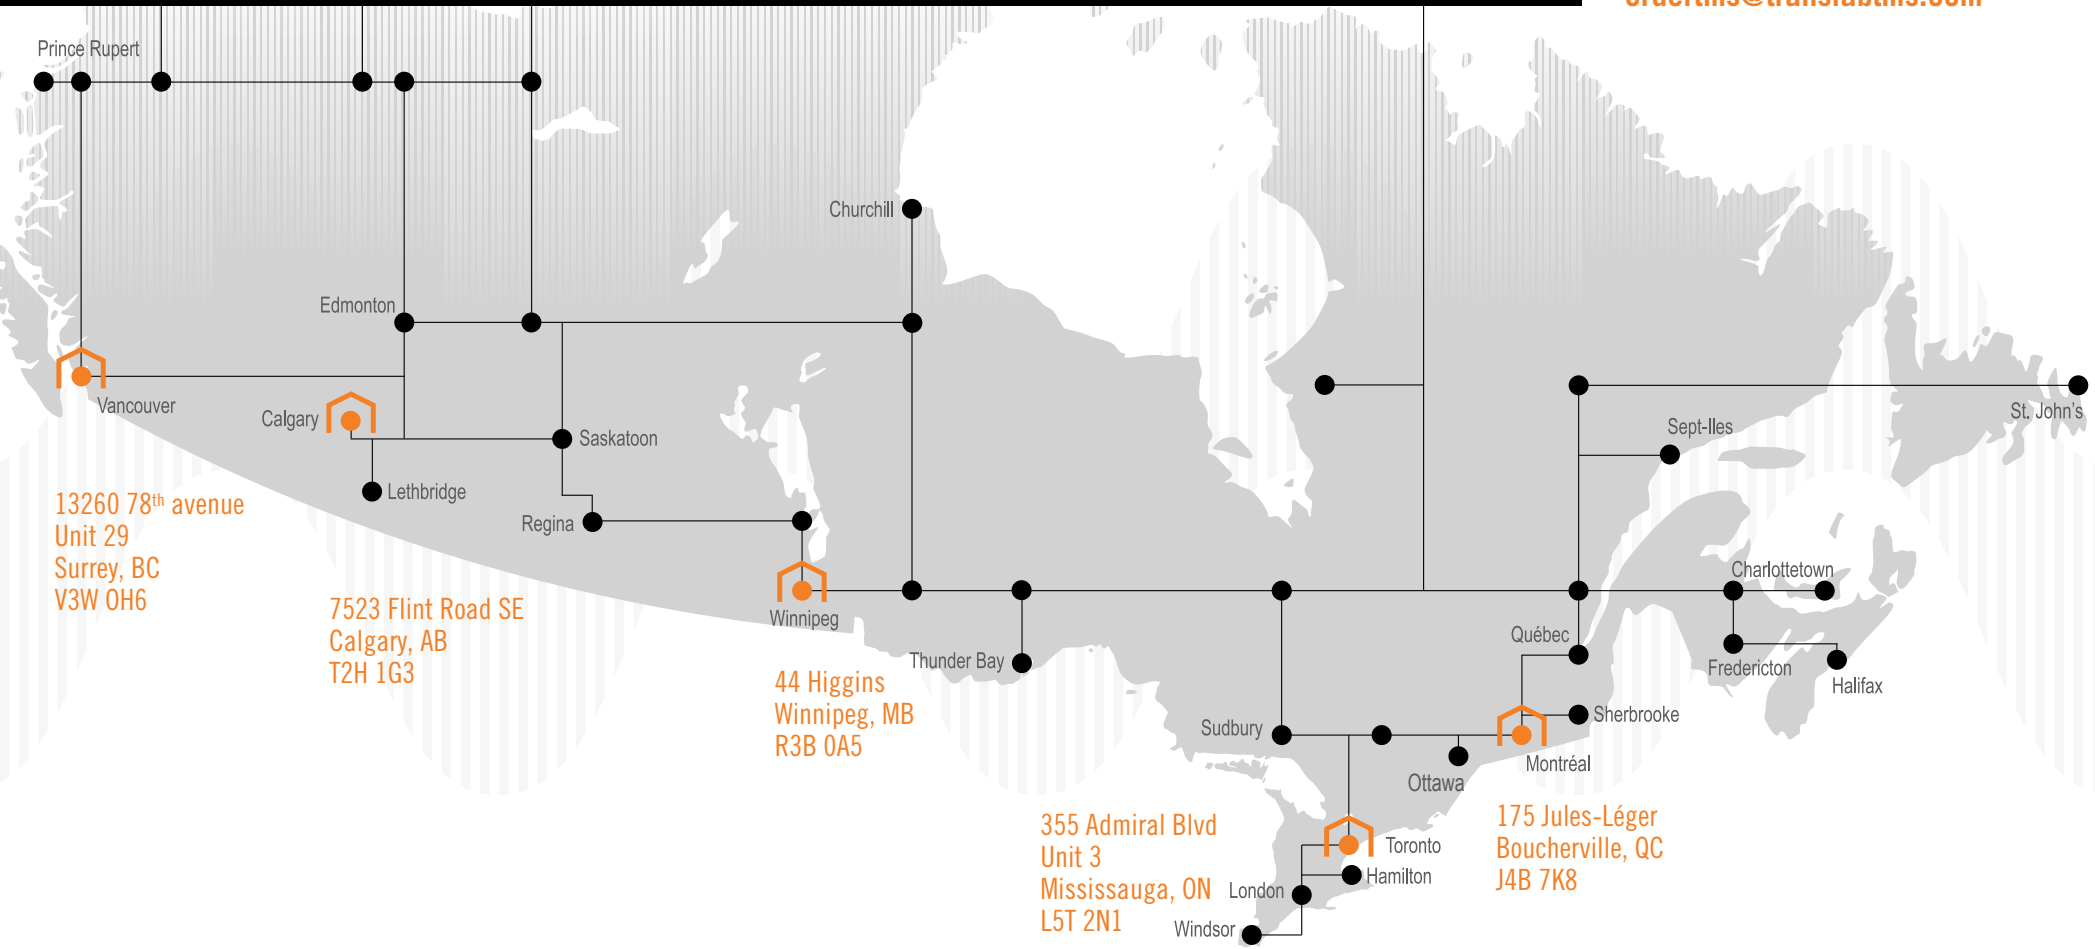 ordertms@translabtms.com
Prince Rupert
Churchill
Edmonton
Vancouver
Calgary
Saskatoon
Lethbridge
Regina
St. John's
Sept-Iles
13260 78th avenue
Unit 29
Surrey, BC
V3W 0H6
7523 Flint Road SE
Calgary, AB
T2H 1G3
Winnipeg
44 Higgins
Winnipeg, MB
R3B 0A5
Thunder Bay
Charlottetown
Québec
Fredericton
Halifax
Sherbrooke
Sudbury
Ottawa
Montréal
355 Admiral Blvd
Unit 3
Mississauga, ON
L5T 2N1
Toronto
Hamilton
London
Windsor
175 Jules-Léger
Boucherville, QC
J4B 7K8